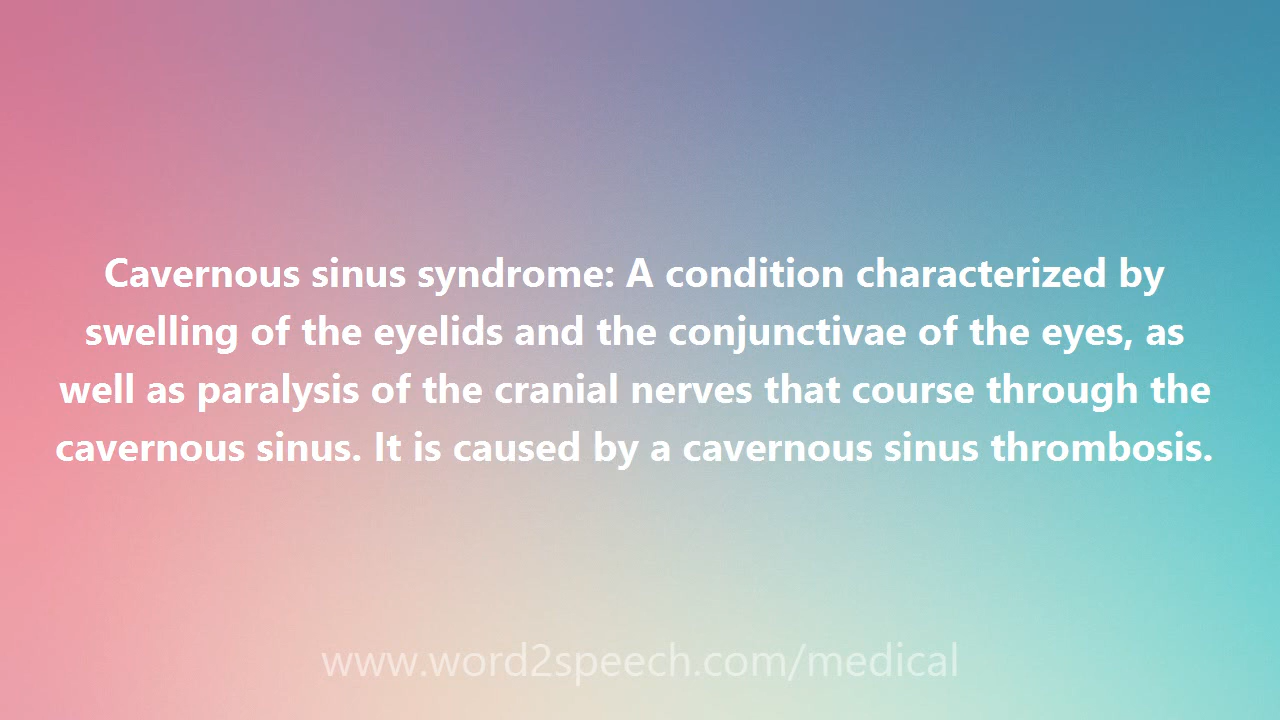 Cavernous sinus syndrome: A condition characterized by
swelling of the eyelids and the conjunctivae of the eyes, as
well as paralysis of the cranial nerves that course through the
cavernous sinus. It is caused by a cavernous sinus thrombosis.
www.word2speech.com/medical